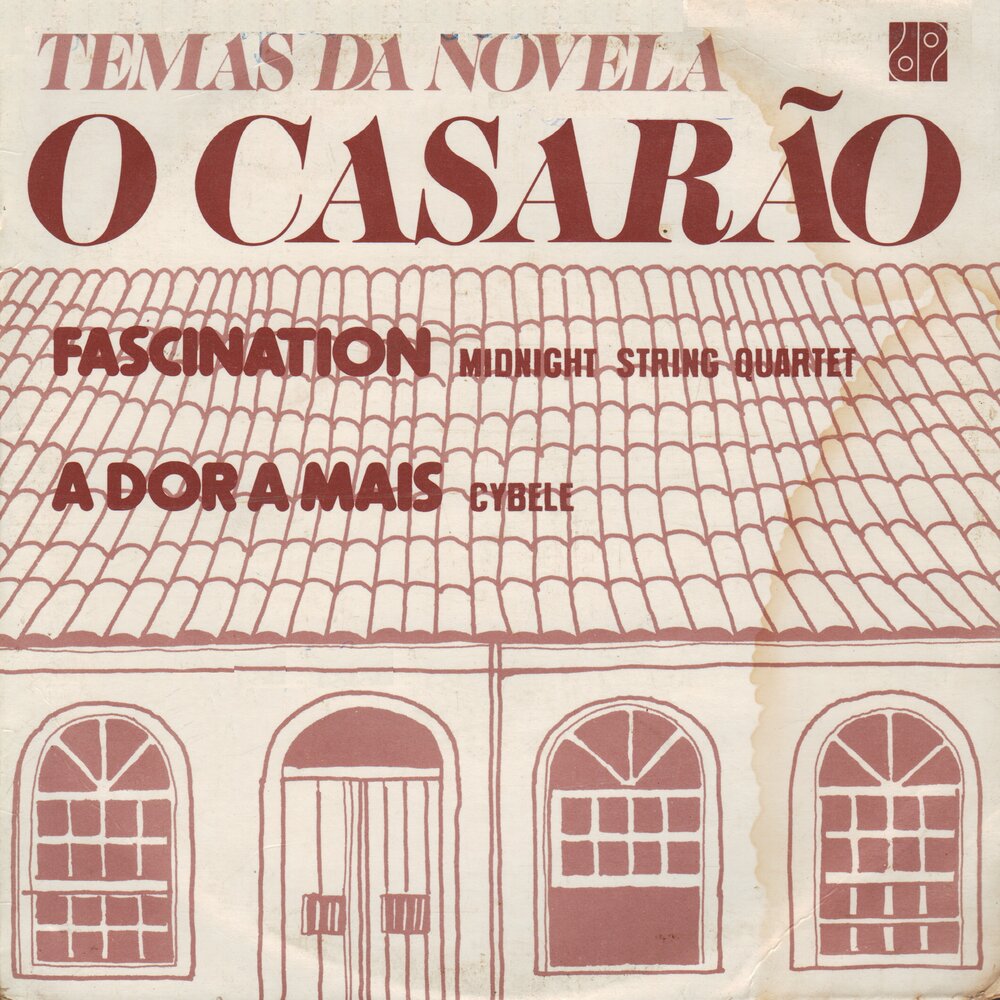 TEMAS DA NOVELA
O CASARÃO
FASCINATION MIDNIGHT STRING QUARTET
A DOR A MAIS CYBELE